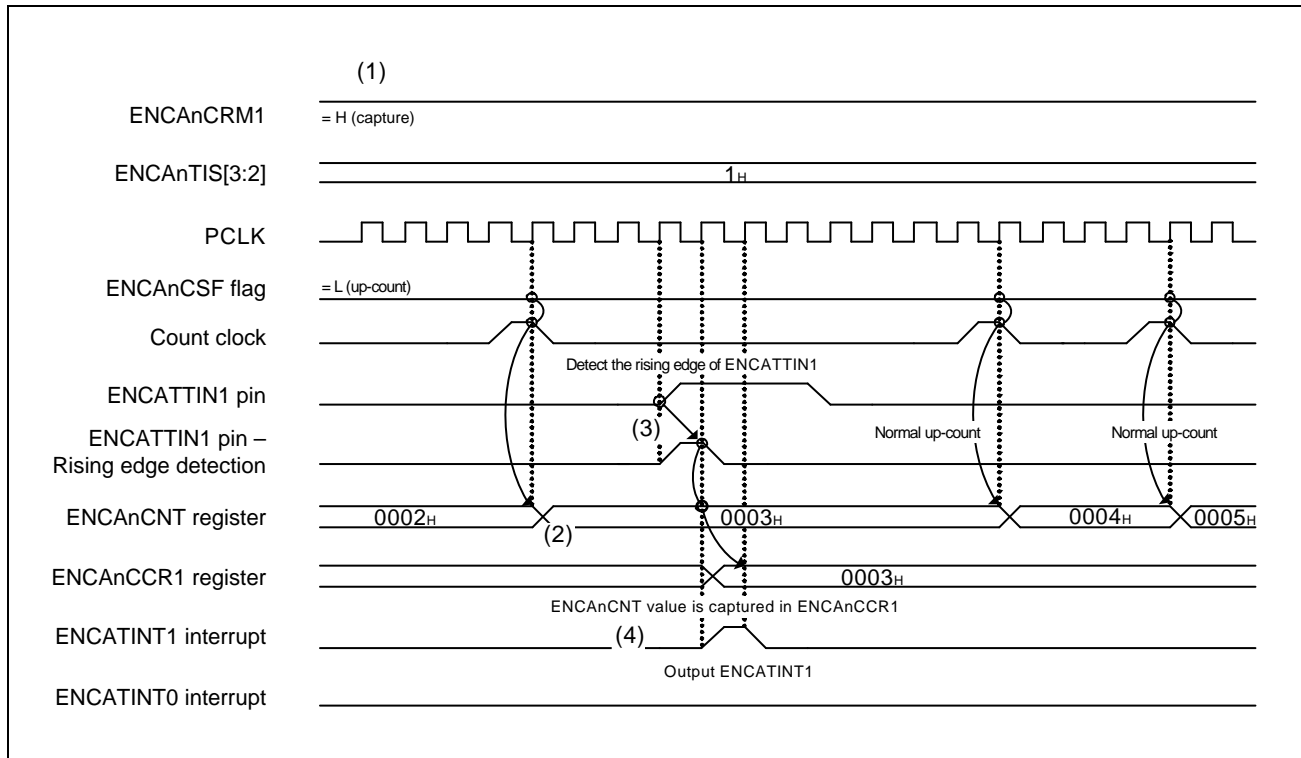 (1)
ENCAnCRM1
= H (capture)
ENCAnTIS[3:2]
1H
PCLK
ENCAnCSF flag
= L (up-count)
Count clock
Detect the rising edge of ENCATTIN1
ENCATTIN1 pin
(3)
Normal up-count
Normal up-count
ENCATTIN1 pin –
Rising edge detection
ENCAnCNT register
0002H
(2)
0003H
0004H
0005H
ENCAnCCR1 register
0003H
ENCAnCNT value is captured in ENCAnCCR1
ENCATINT1 interrupt
(4)
Output ENCATINT1
ENCATINT0 interrupt